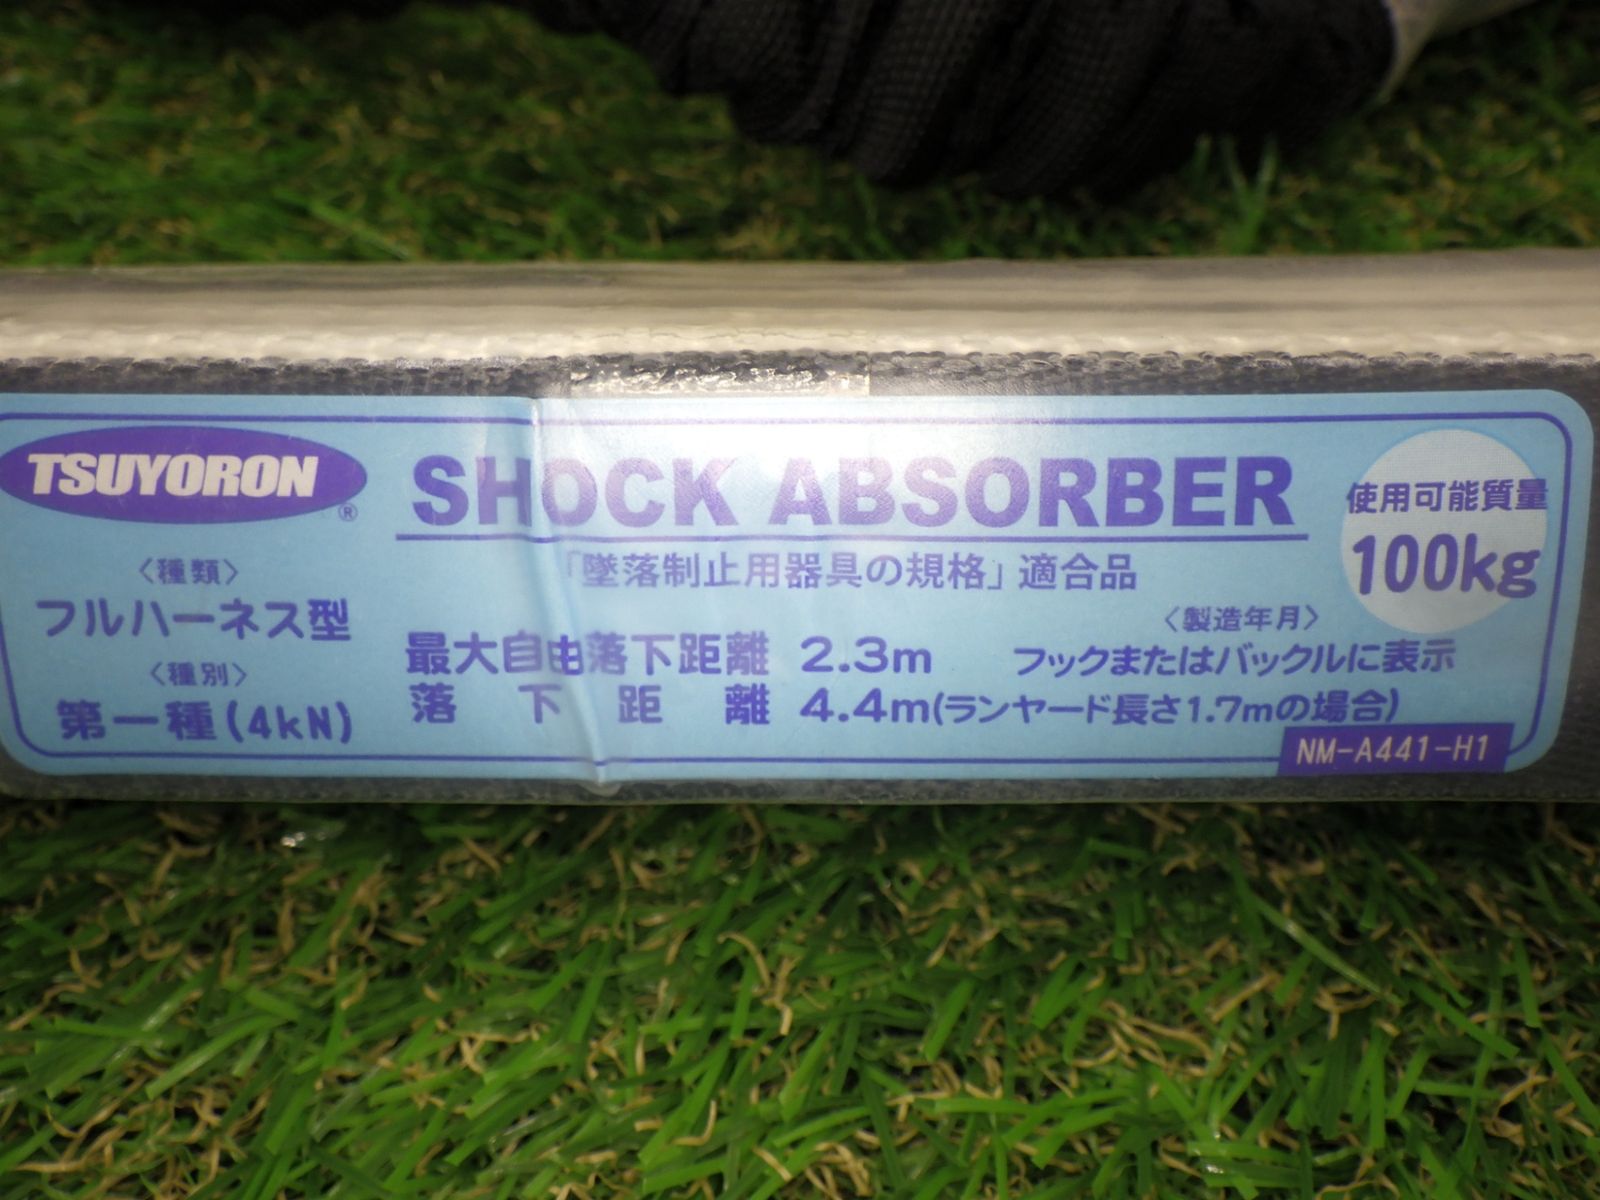 TSUYORON ®
SHOCK ABSORBER
使用可能質量
100kg
「墜落制止用器具の規格」適合品
〈種類〉
フルハーネス型
〈種別〉
第一種(4kN)
最大自由落下距離 2.3m
落下距離 4.4m(ランヤード長さ1.7mの場合)
〈製造年月〉
フックまたはバックルに表示
NM-A441-H1